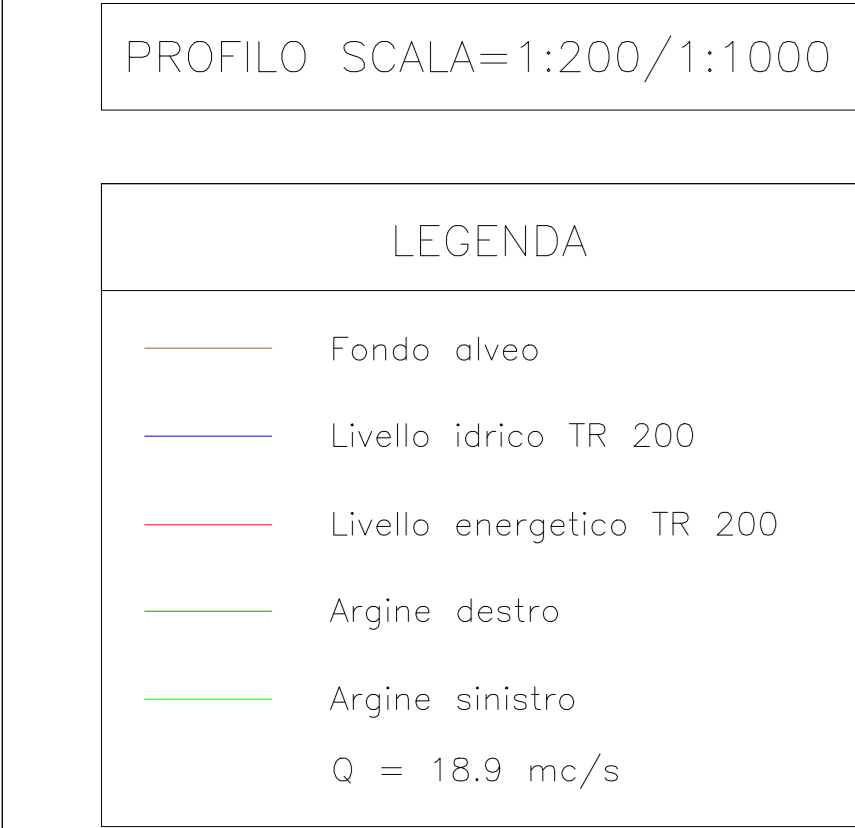 PROFILO SCALA=1:200/1:1000
LEGENDA
Fondo alveo
Livello idrico TR 200
Livello energetico TR 200
Argine destro
Argine sinistro
Q = 18.9 mc/s